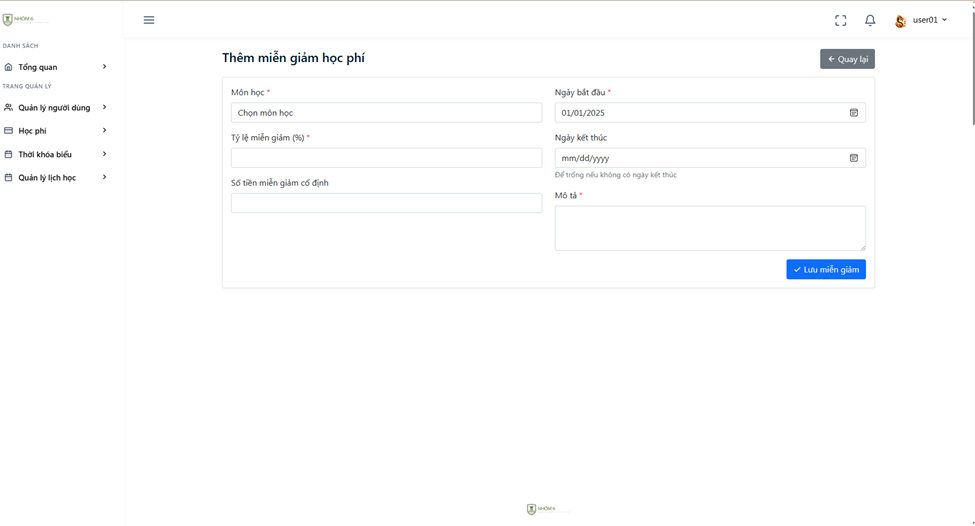 NHÓM 6
user01
DANH SÁCH
Tổng quan
TRANG QUẢN LÝ
Quản lý người dùng
Học phí
Thời khóa biểu
Quản lý lịch học
Thêm miễn giảm học phí
Quay lại
Môn học *
Chọn môn học
Tỷ lệ miễn giảm (%) *
Số tiền miễn giảm cố định
Ngày bắt đầu *
01/01/2025
Ngày kết thúc
mm/dd/yyyy
Để trống nếu không có ngày kết thúc
Mô tả *
Lưu miễn giảm
NHÓM 6